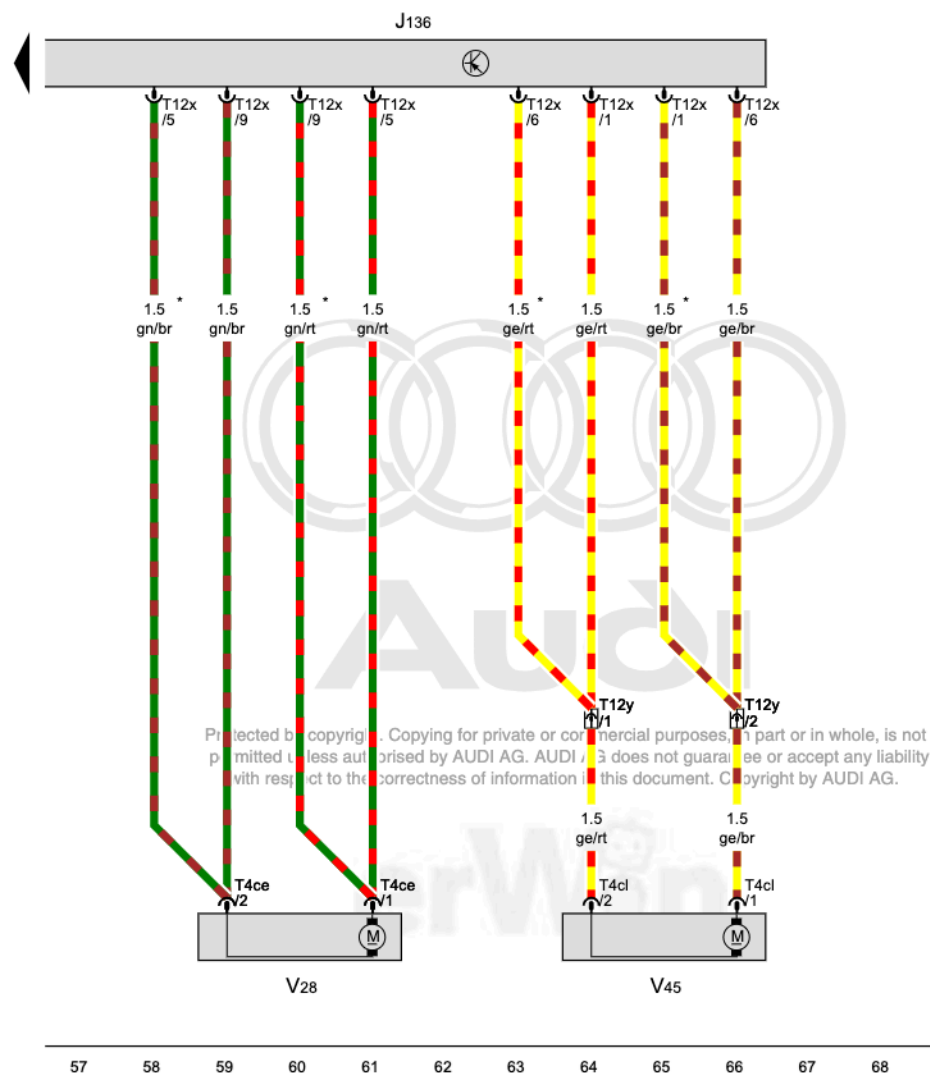 J136
T12x T12x T12x T12x T12x T12x T12x T12x
/5 /9 /9 /5 /6 /1 /1 /6
1.5 * 1.5 1.5 * 1.5 1.5 * 1.5 1.5 * 1.5
gn/br gn/br gn/rt gn/rt ge/rt ge/rt ge/br ge/br
Audi
T12y T12y
/1 /2
Protected by copyright. Copying for private or commercial purposes, in part or in whole, is not
permitted unless authorised by AUDI AG. AUDI AG does not guarantee or accept any liability
with respect to the correctness of information in this document. Copyright by AUDI AG.
1.5 1.5
ge/rt ge/br
T4ce T4ce T4cl T4cl
/2 /1 /2 /1
erWin
M M
V28 V45
57 58 59 60 61 62 63 64 65 66 67 68